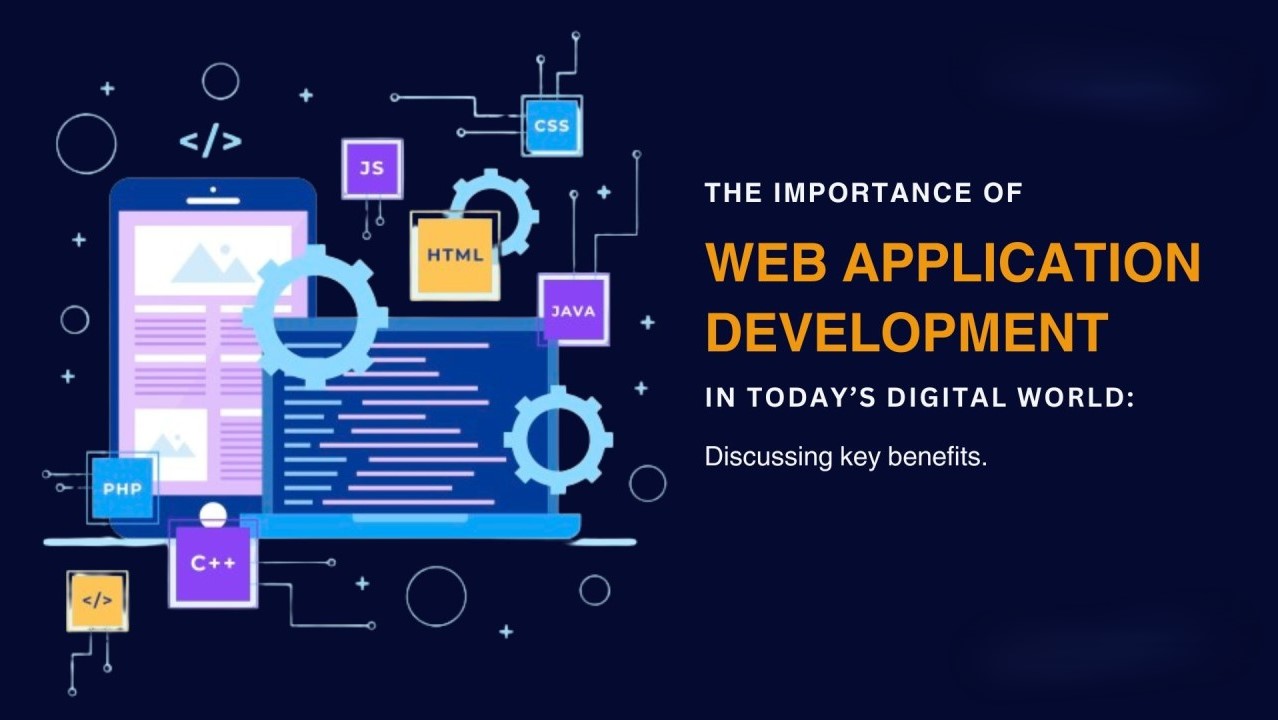 </>
CSS
JS
HTML
JAVA
PHP
C++
</>
THE IMPORTANCE OF
WEB APPLICATION
DEVELOPMENT
IN TODAY’S DIGITAL WORLD:
Discussing key benefits.